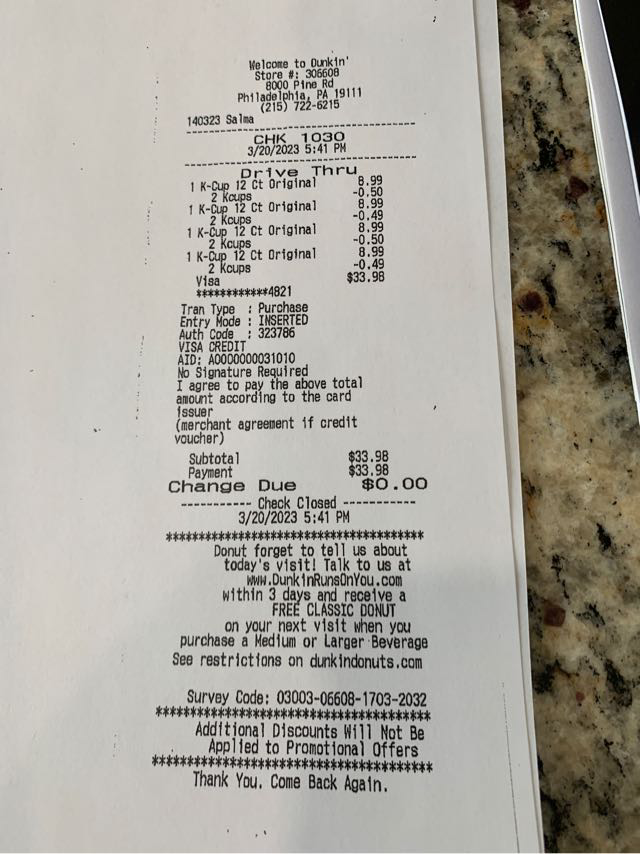 Welcome to Dunkin'
Store #: 306608
8000 Pine Rd
Philadelphia, PA 19111
(215) 722-6215
140323 Salma
--------------------------------
CHK 1030
3/20/2023 5:41 PM
--------------------------------
Drive Thru
1 K-Cup 12 Ct Original 8.99
2 Kcups -0.50
1 K-Cup 12 Ct Original 8.99
2 Kcups -0.49
1 K-Cup 12 Ct Original 8.99
2 Kcups -0.50
1 K-Cup 12 Ct Original 8.99
2 Kcups -0.49
Visa $33.98
************4821
Tran Type : Purchase
Entry Mode : INSERTED
Auth Code : 323786
VISA CREDIT
AID: A0000000031010
No Signature Required
I agree to pay the above total
amount according to the card
issuer
(merchant agreement if credit
voucher)
Subtotal $33.98
Payment $33.98
Change Due $0.00
----------- Check Closed -----------
3/20/2023 5:41 PM
************************************
Donut forget to tell us about
today's visit! Talk to us at
www.DunkinRunsOnYou.com
within 3 days and receive a
FREE CLASSIC DONUT
on your next visit when you
purchase a Medium or Larger Beverage
See restrictions on dunkindonuts.com
Survey Code: 03003-06608-1703-2032
************************************
Additional Discounts Will Not Be
Applied to Promotional Offers
************************************
Thank You. Come Back Again.